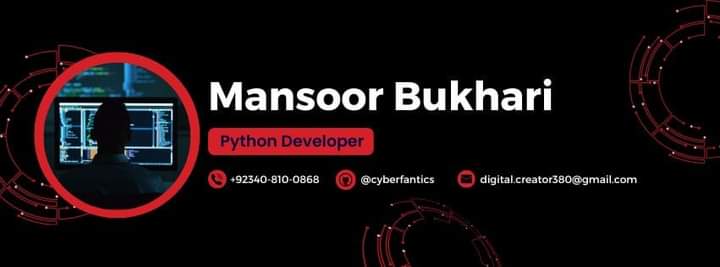 Mansoor Bukhari
Python Developer
+92340-810-0868 @cyberfantics digital.creator380@gmail.com